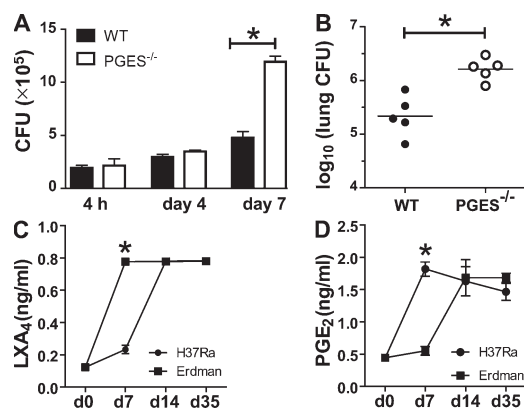 A
WT
PGES-/-
CFU (×10⁵)
15
10
5
0
4 h
day 4
day 7
*
B
log₁₀ (lung CFU)
7
6
5
4
WT
PGES-/-
*
C
LXA₄(ng/ml)
0.8
0.6
0.4
0.2
0.0
d0
d7
d14
d35
*
H37Ra
Erdman
D
PGE₂(ng/ml)
2.5
2.0
1.5
1.0
0.5
0.0
d0
d7
d14
d35
*
H37Ra
Erdman